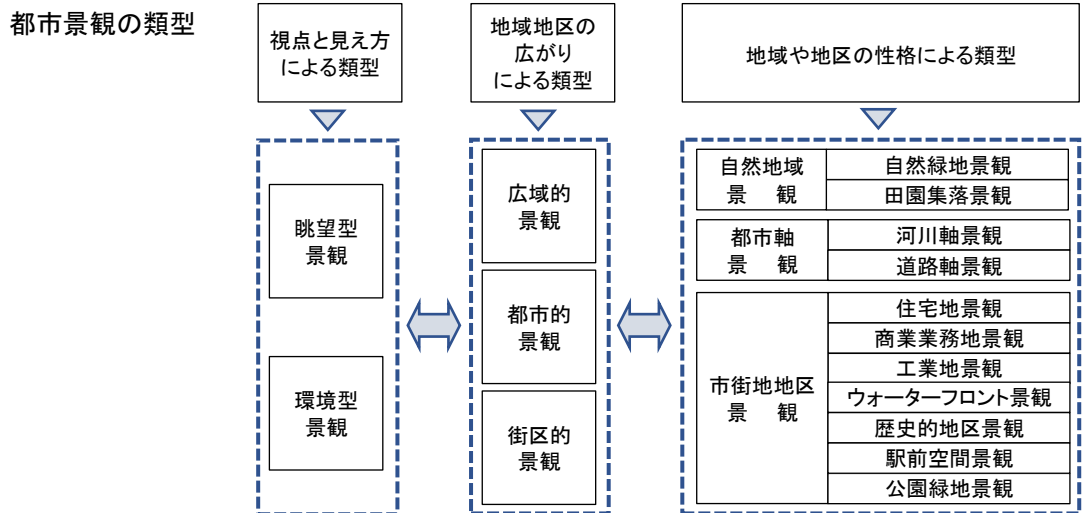 都市景観の類型
視点と見え方
による類型
地域地区の
広がり
による類型
地域や地区の性格による類型
眺望型
景観
環境型
景観
広域的
景観
都市的
景観
街区的
景観
自然地域
景　観
自然緑地景観
田園集落景観
都市軸
景　観
河川軸景観
道路軸景観
市街地地区
景　観
住宅地景観
商業業務地景観
工業地景観
ウォーターフロント景観
歴史的地区景観
駅前空間景観
公園緑地景観